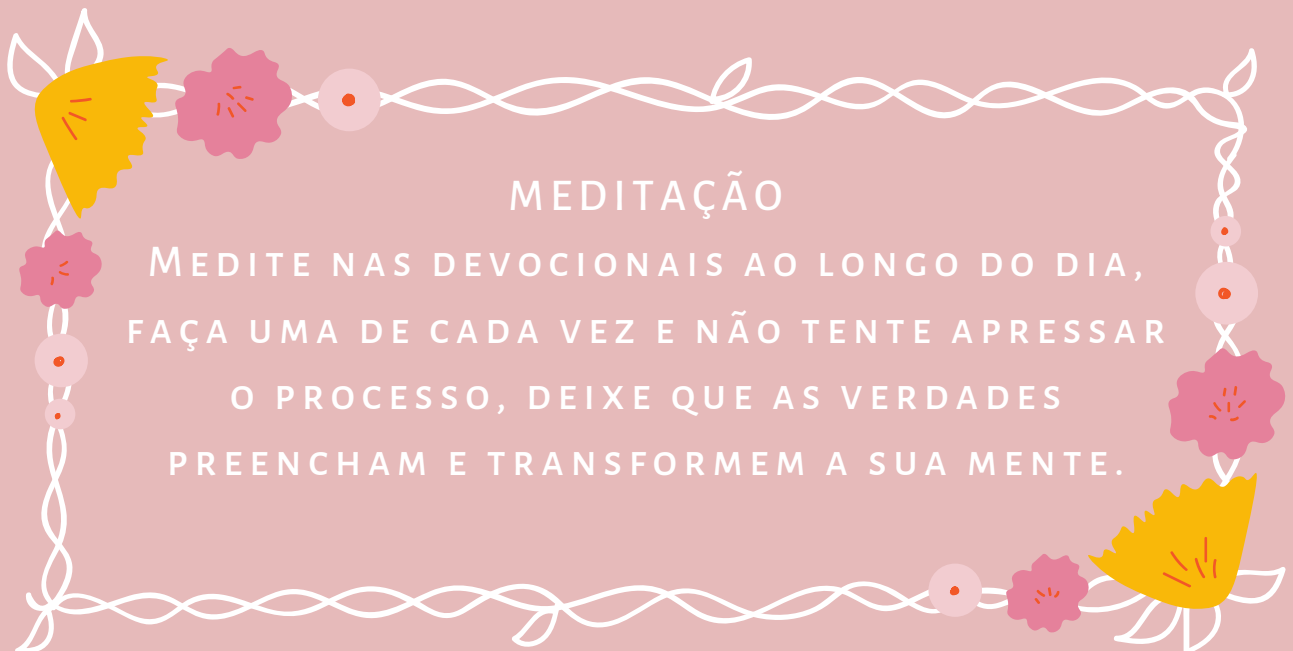 MEDITAÇÃO
Medite nas devocionais ao longo do dia,
faça uma de cada vez e não tente apressar
o processo, deixe que as verdades
preencham e transformem a sua mente.